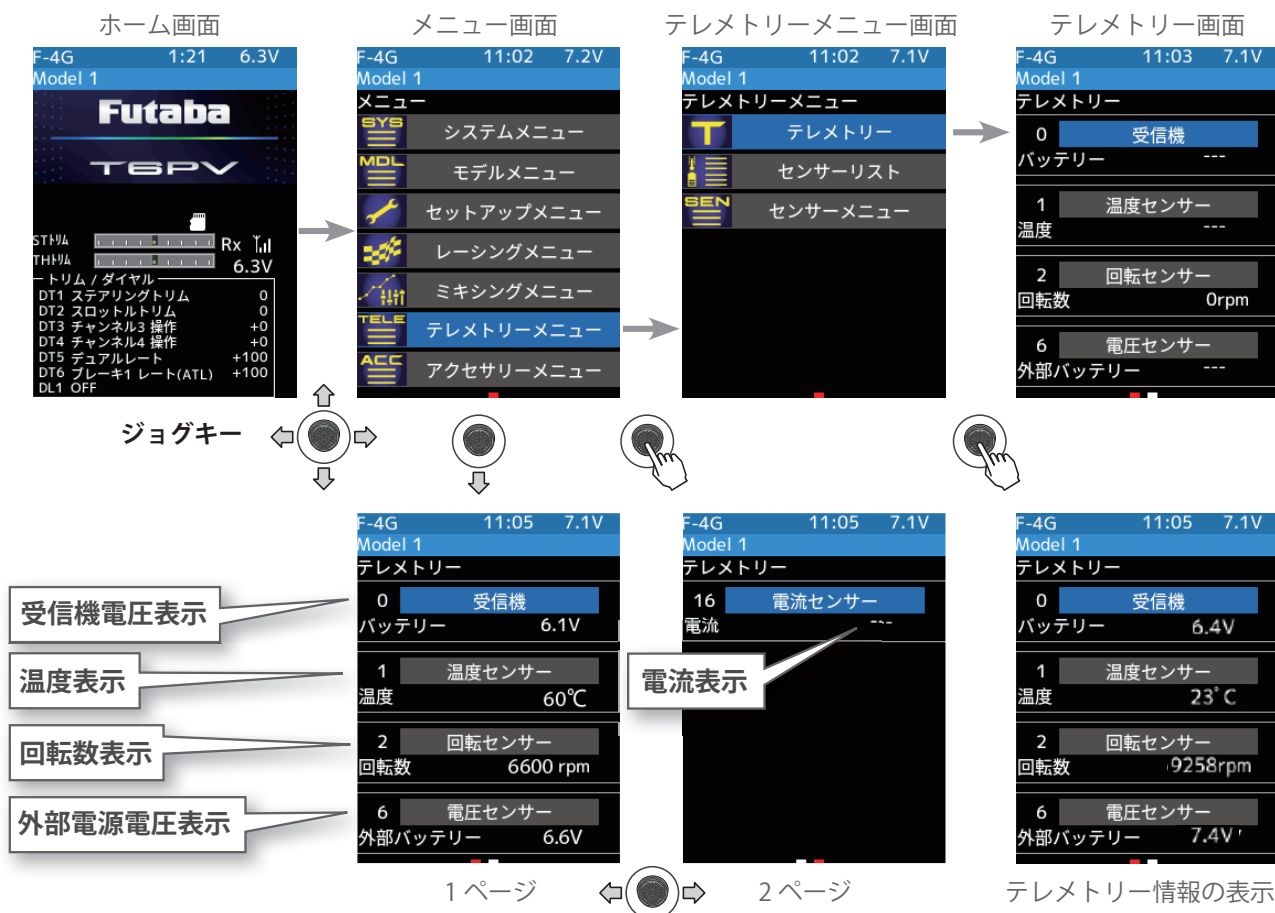 ホーム画面
F-4G 1:21 6.3V
Model 1
Futaba
T6PV
STトリム
Rx
THトリム
6.3V
トリム / ダイヤル
DT1 ステアリングトリム 0
DT2 スロットルトリム 0
DT3 チャンネル3 操作 +0
DT4 チャンネル4 操作 +0
DT5 デュアルレート +100
DT6 ブレーキ1 レート(ATL) +100
DL1 OFF
メニュー画面
F-4G 11:02 7.2V
Model 1
メニュー
SYS システムメニュー
MDL モデルメニュー
セットアップメニュー
レーシングメニュー
ミキシングメニュー
TELE テレメトリーメニュー
ACC アクセサリーメニュー
テレメトリーメニュー画面
F-4G 11:02 7.1V
Model 1
テレメトリーメニュー
T テレメトリー
センサーリスト
SEN センサーメニュー
テレメトリー画面
F-4G 11:03 7.1V
Model 1
テレメトリー
0 受信機
バッテリー ---
1 温度センサー
温度 ---
2 回転センサー
回転数 0rpm
6 電圧センサー
外部バッテリー ---
ジョグキー
受信機電圧表示
温度表示
回転数表示
外部電源電圧表示
F-4G 11:05 7.1V
Model 1
テレメトリー
0 受信機
バッテリー 6.1V
1 温度センサー
温度 60℃
2 回転センサー
回転数 6600 rpm
6 電圧センサー
外部バッテリー 6.6V
1 ページ
F-4G 11:05 7.1V
Model 1
テレメトリー
16 電流センサー
電流 ---
電流表示
2 ページ
F-4G 11:05 7.1V
Model 1
テレメトリー
0 受信機
バッテリー 6.4V
1 温度センサー
温度 23°C
2 回転センサー
回転数 9258rpm
6 電圧センサー
外部バッテリー 7.4V
テレメトリー情報の表示